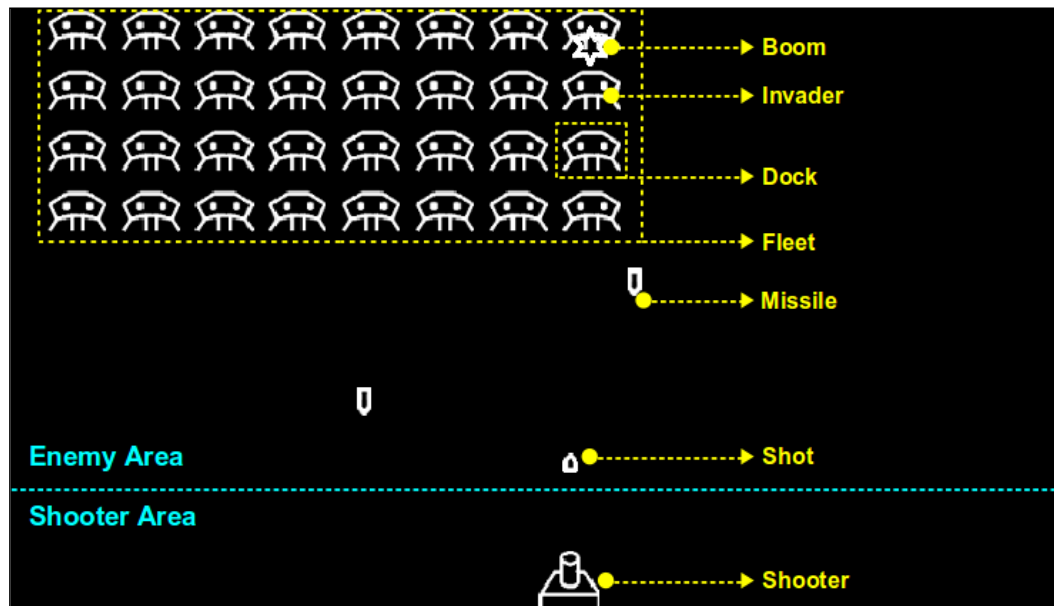 Boom
Invader
Dock
Fleet
Missile
Enemy Area
Shot
Shooter Area
Shooter